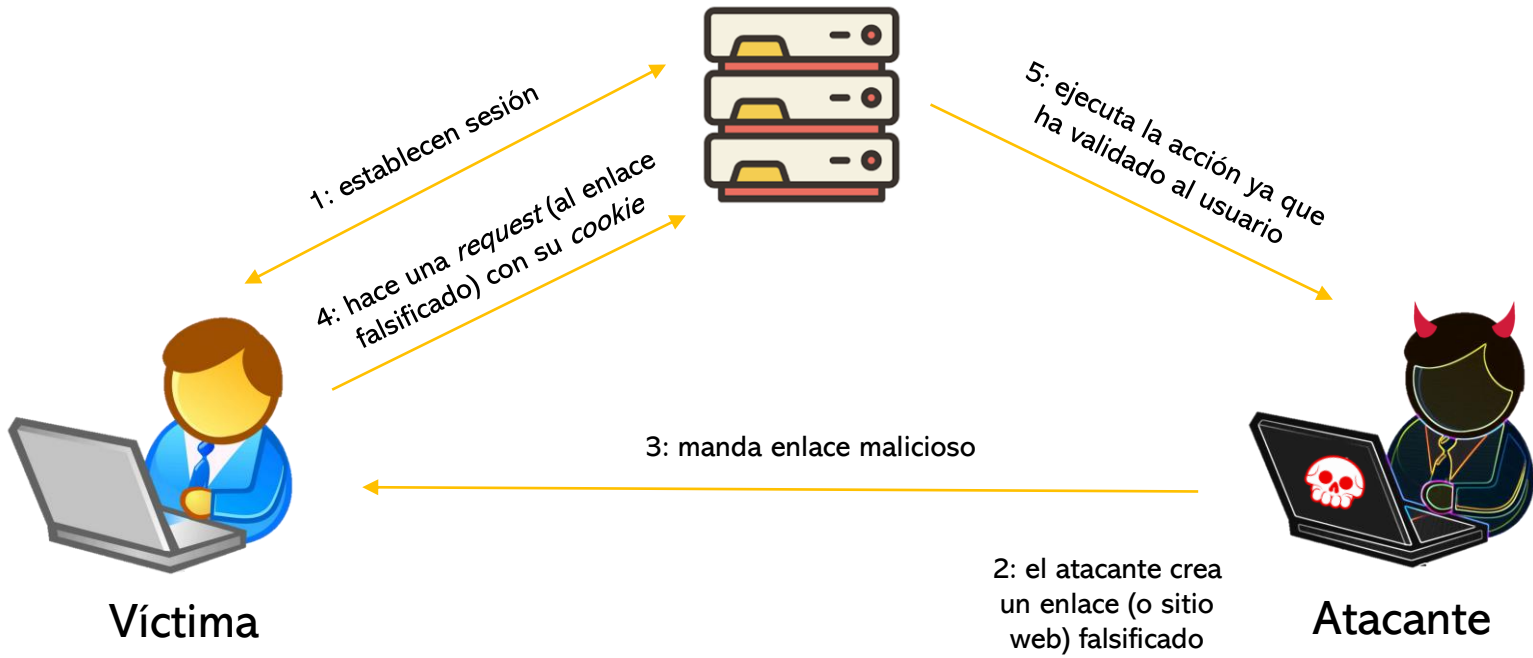 1: establecen sesión
4: hace una request (al enlace
falsificado) con su cookie
5: ejecuta la acción ya que
ha validado al usuario
3: manda enlace malicioso
2: el atacante crea
un enlace (o sitio
web) falsificado
Víctima
Atacante